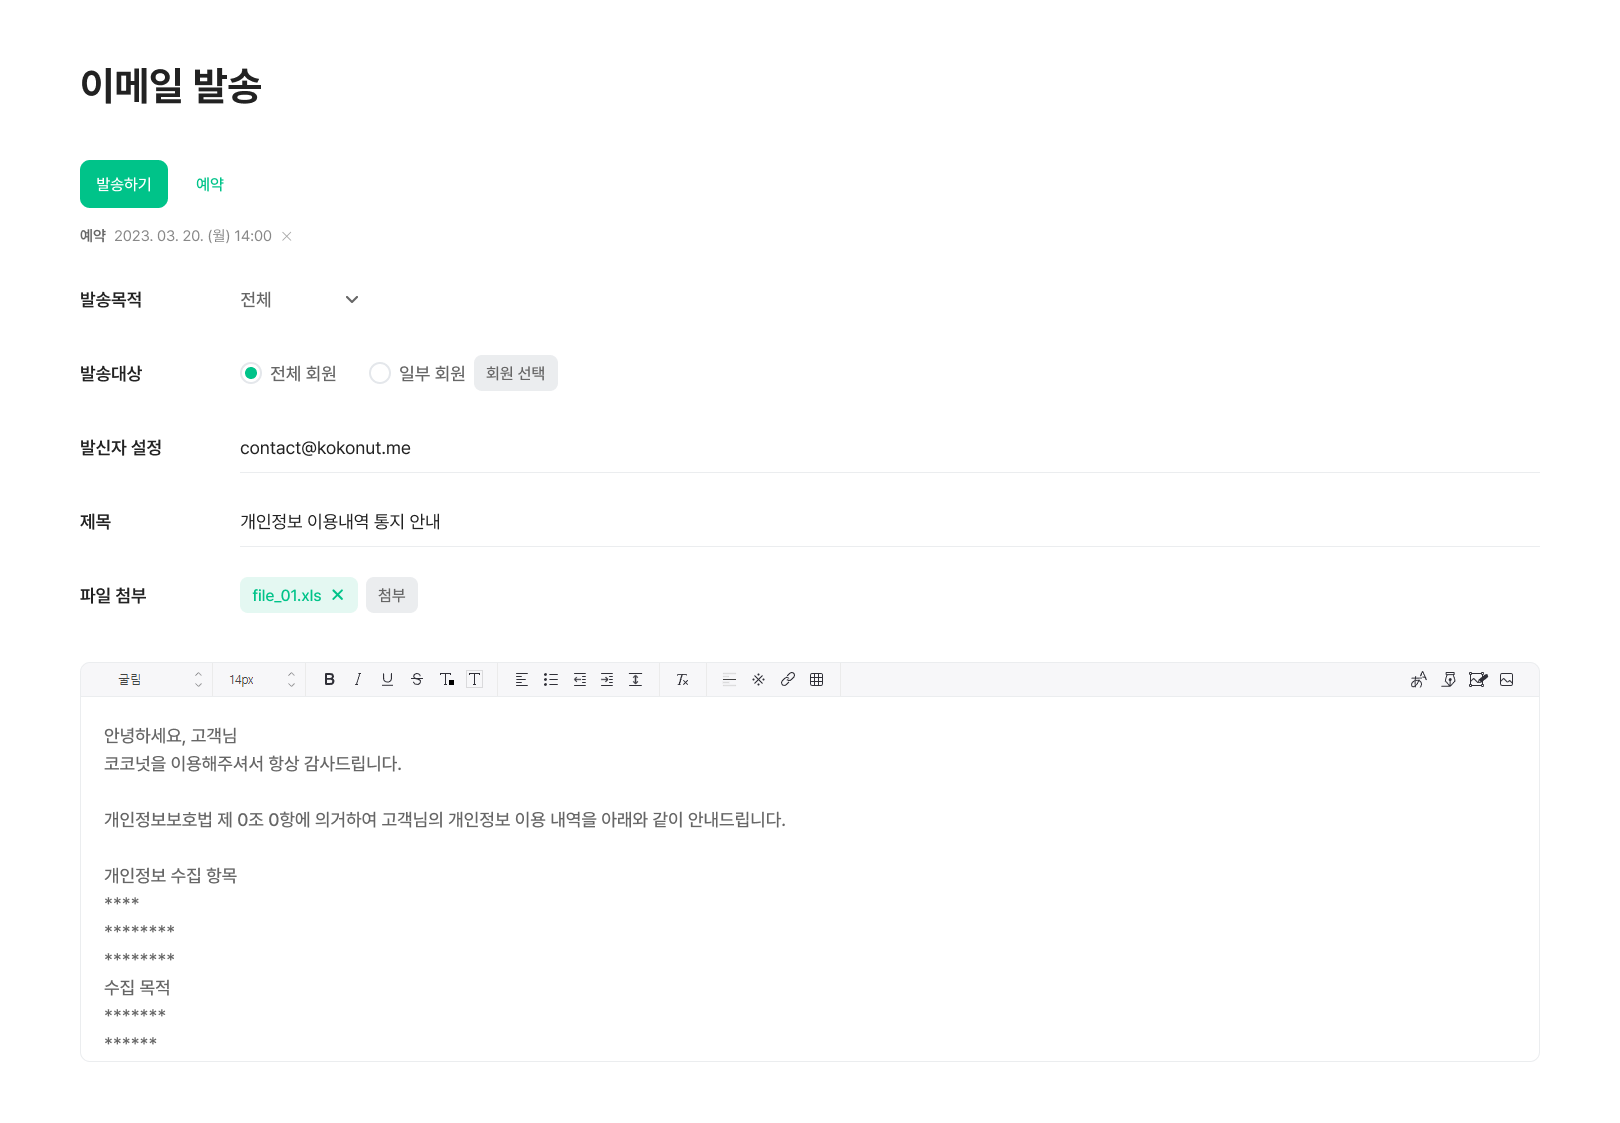 이메일 발송
발송하기 예약
예약 2023. 03. 20. (월) 14:00
발송목적 전체
발송대상 전체 회원 일부 회원 회원 선택
발신자 설정 contact@kokonut.me
제목 개인정보 이용내역 통지 안내
파일 첨부 file_01.xls 첨부
굴림 14px
안녕하세요, 고객님
코코넛을 이용해주셔서 항상 감사드립니다.
개인정보보호법 제 0조 0항에 의거하여 고객님의 개인정보 이용 내역을 아래와 같이 안내드립니다.
개인정보 수집 항목
****
********
********
수집 목적
*******
******